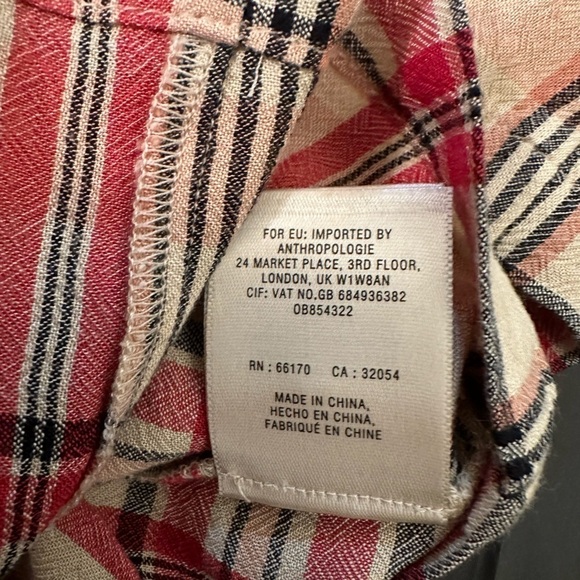 FOR EU: IMPORTED BY
ANTHROPOLOGIE
24 MARKET PLACE, 3RD FLOOR,
LONDON, UK W1W8AN
CIF: VAT NO.GB 684936382
OB854322
RN : 66170 CA : 32054
MADE IN CHINA,
HECHO EN CHINA,
FABRIQUÉ EN CHINE